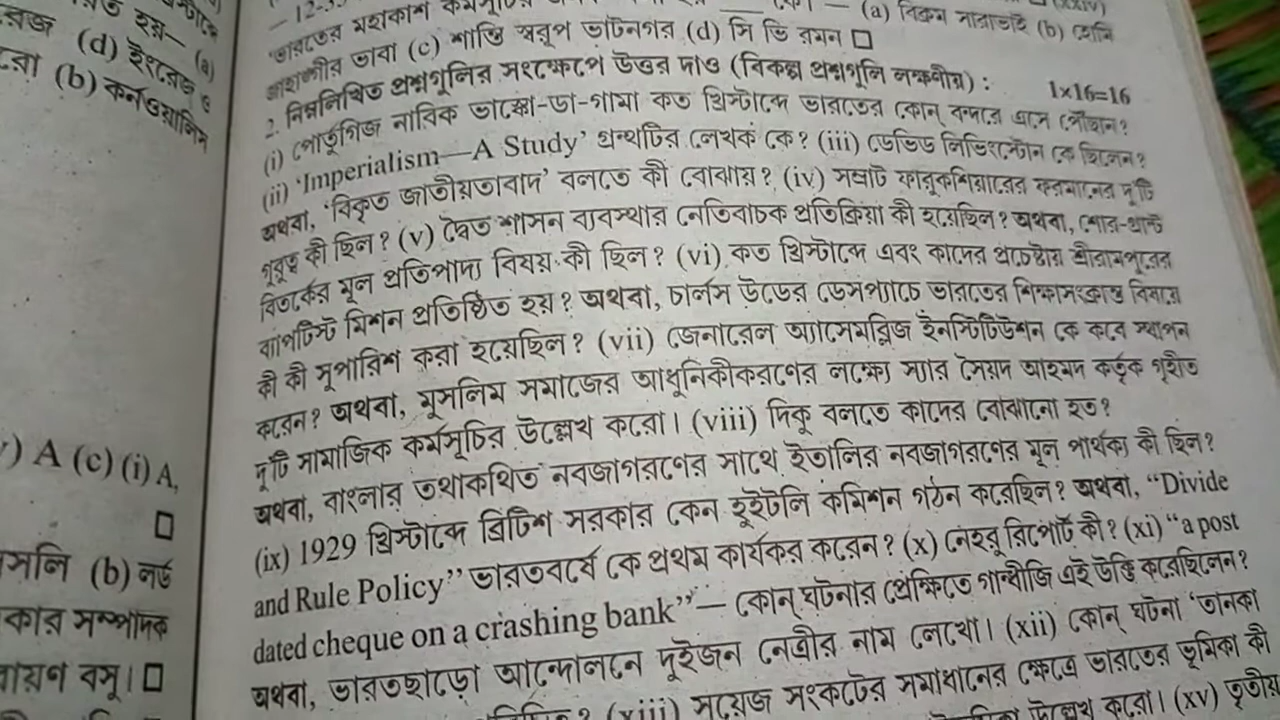 রেজ (d) ইংরেজ ও
(b) কর্নওয়ালিস
) A (c) (i) A,
(b) লর্ড
কার সম্পাদক
বসু। □
ভারতের মহাকাশ (a) বিক্রম সারাভাই (b) হোমি
জাহাঙ্গীর ভাবা (c) শান্তি স্বরূপ ভাটনগর (d) সি ভি রমন □
2. নিম্নলিখিত প্রশ্নগুলির সংক্ষেপে উত্তর দাও (বিকল্প প্রশ্নগুলি লক্ষণীয়) : 1x16=16
(i) পোর্তুগিজ নাবিক ভাস্কো-ডা-গামা কত খ্রিস্টাব্দে ভারতের কোন্ বন্দরে এসে পৌঁছান?
(ii) ‘Imperialism—A Study’ গ্রন্থটির লেখক কে? (iii) ডেভিড লিভিংস্টোন কে ছিলেন?
অথবা, ‘বিকৃত জাতীয়তাবাদ’ বলতে কী বোঝায়? (iv) সম্রাট ফারুকশিয়ারের ফরমানের দুটি
গুরুত্ব কী ছিল? (v) দ্বৈত শাসন ব্যবস্থার নেতিবাচক প্রতিক্রিয়া কী হয়েছিল? অথবা, শোর-গ্রান্ট
বিতর্কের মূল প্রতিপাদ্য বিষয় কী ছিল? (vi) কত খ্রিস্টাব্দে এবং কাদের প্রচেষ্টায় শ্রীরামপুরের
ব্যাপটিস্ট মিশন প্রতিষ্ঠিত হয়? অথবা, চার্লস উডের ডেসপ্যাচে ভারতের শিক্ষাসংক্রান্ত বিষয়ে
কী কী সুপারিশ করা হয়েছিল? (vii) জেনারেল অ্যাসেমব্লিজ ইনস্টিটিউশন কে কবে স্থাপন
করেন? অথবা, মুসলিম সমাজের আধুনিকীকরণের লক্ষ্যে স্যার সৈয়দ আহমদ কর্তৃক গৃহীত
দুটি সামাজিক কর্মসূচির উল্লেখ করো। (viii) দিকু বলতে কাদের বোঝানো হত?
অথবা, বাংলার তথাকথিত নবজাগরণের সাথে ইতালির নবজাগরণের মূল পার্থক্য কী ছিল?
(ix) 1929 খ্রিস্টাব্দে ব্রিটিশ সরকার কেন হুইটলি কমিশন গঠন করেছিল? অথবা, “Divide
and Rule Policy” ভারতবর্ষে কে প্রথম কার্যকর করেন? (x) নেহরু রিপোর্ট কী? (xi) “a post
dated cheque on a crashing bank”— কোন্ ঘটনার প্রেক্ষিতে গান্ধীজি এই উক্তি করেছিলেন?
অথবা, ভারতছাড়ো আন্দোলনে দুইজন নেত্রীর নাম লেখো। (xii) কোন্ ঘটনা ‘তানকা
(xiii) সুয়েজ সংকটের সমাধানের ক্ষেত্রে ভারতের ভূমিকা কী
উল্লেখ করো। (xv) তৃতীয়